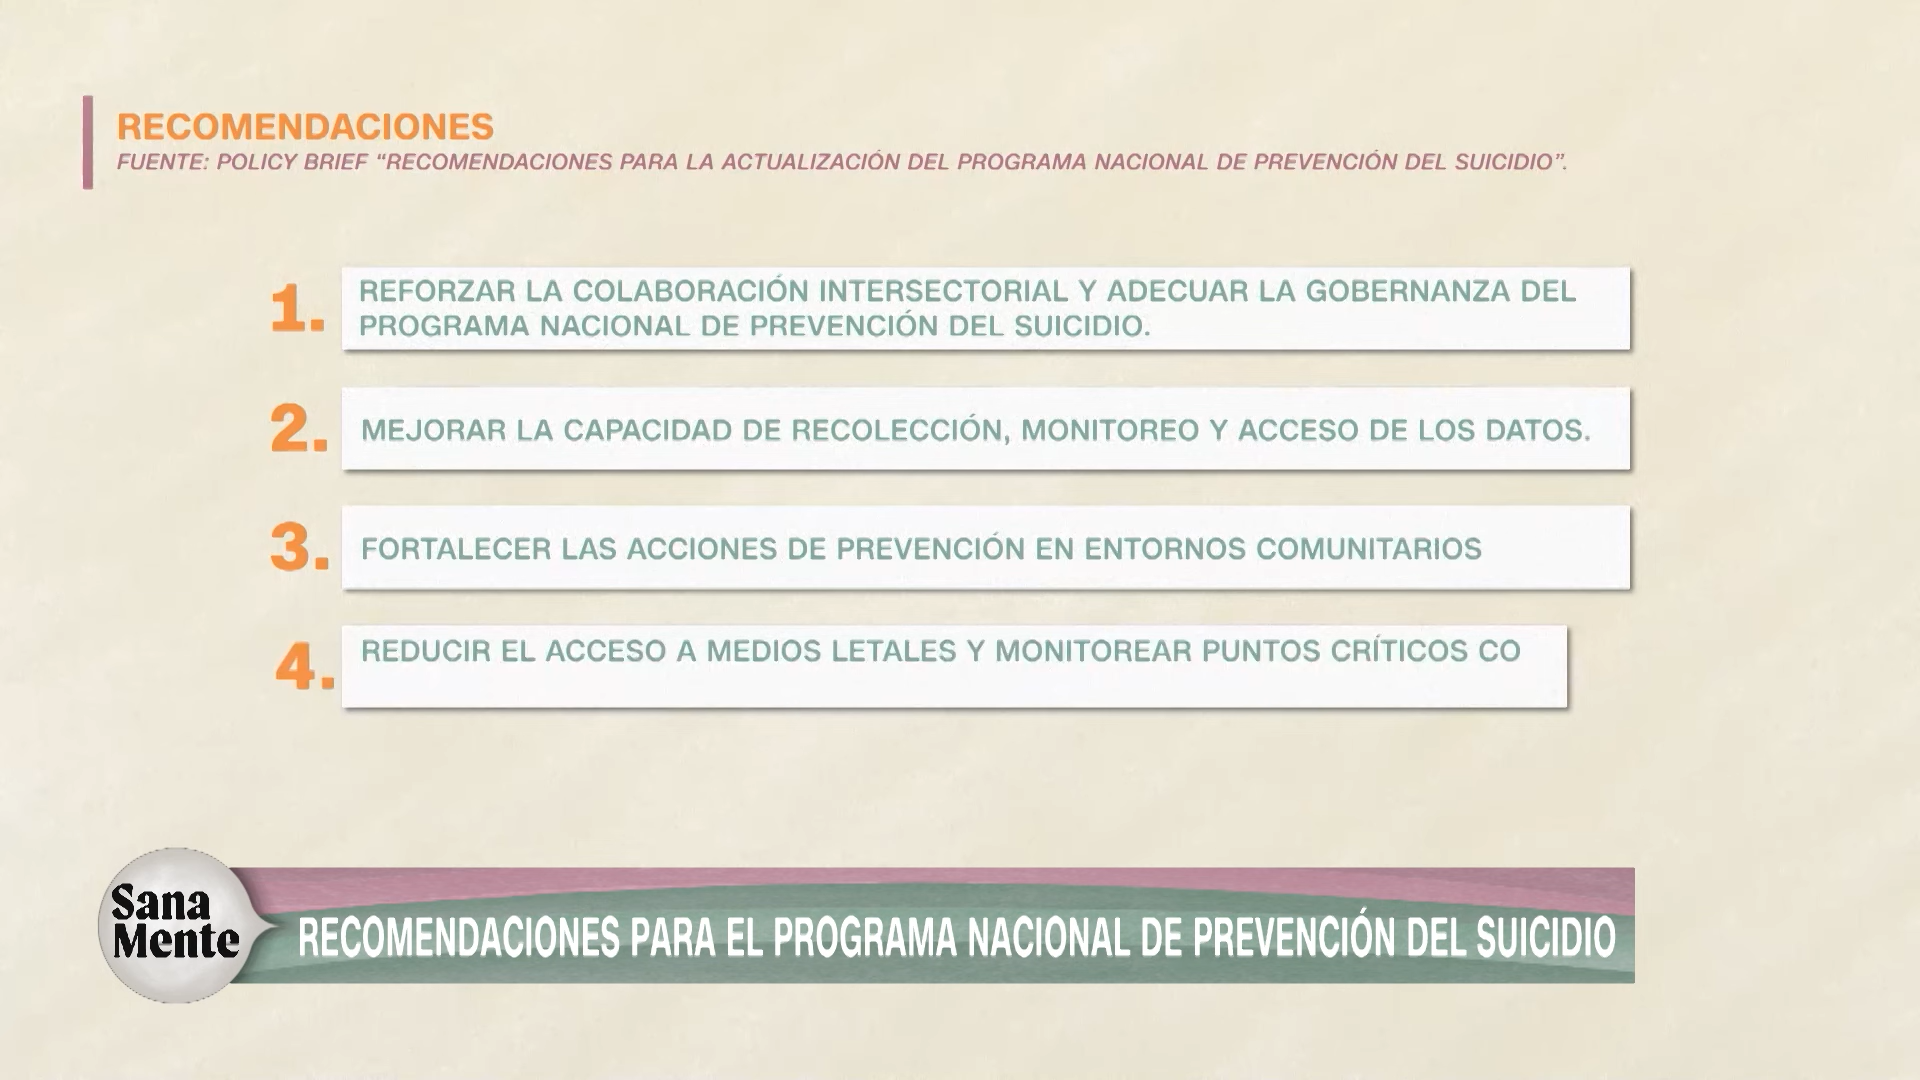 RECOMENDACIONES
FUENTE: POLICY BRIEF “RECOMENDACIONES PARA LA ACTUALIZACIÓN DEL PROGRAMA NACIONAL DE PREVENCIÓN DEL SUICIDIO”.
1. REFORZAR LA COLABORACIÓN INTERSECTORIAL Y ADECUAR LA GOBERNANZA DEL
PROGRAMA NACIONAL DE PREVENCIÓN DEL SUICIDIO.
2. MEJORAR LA CAPACIDAD DE RECOLECCIÓN, MONITOREO Y ACCESO DE LOS DATOS.
3. FORTALECER LAS ACCIONES DE PREVENCIÓN EN ENTORNOS COMUNITARIOS
4. REDUCIR EL ACCESO A MEDIOS LETALES Y MONITOREAR PUNTOS CRÍTICOS CO
Sana
Mente
RECOMENDACIONES PARA EL PROGRAMA NACIONAL DE PREVENCIÓN DEL SUICIDIO